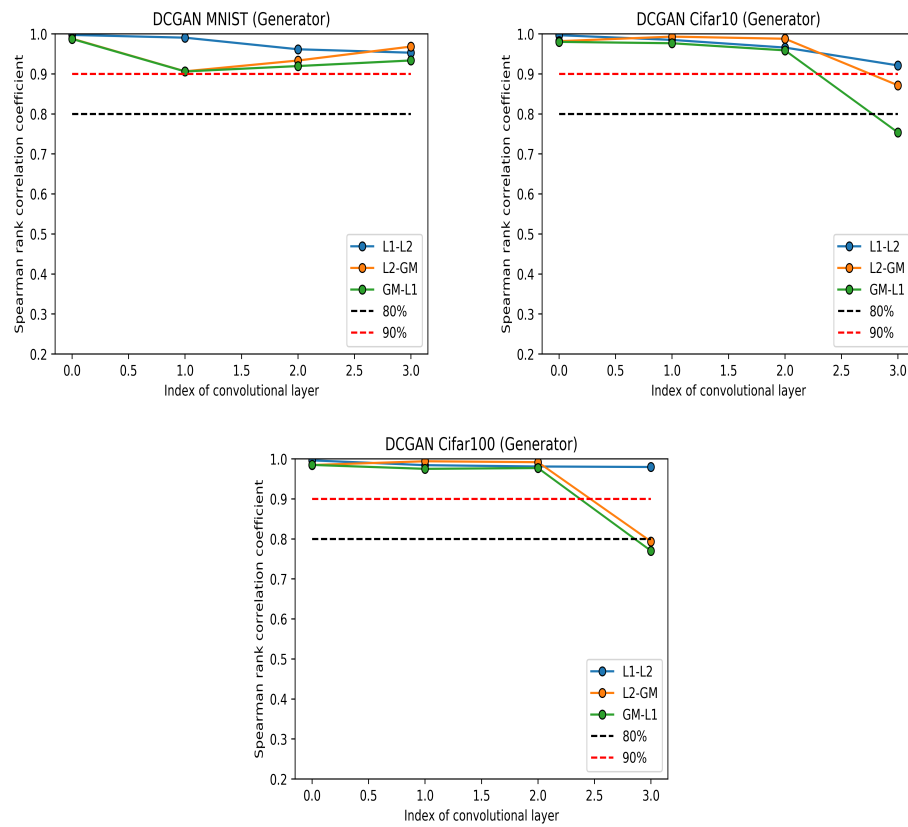 DCGAN MNIST (Generator)
Spearman rank correlation coefficient
1.0
0.9
0.8
0.7
0.6
0.5
0.4
0.3
0.2
L1-L2
L2-GM
GM-L1
80%
90%
0.0 0.5 1.0 1.5 2.0 2.5 3.0
Index of convolutional layer
DCGAN Cifar10 (Generator)
Spearman rank correlation coefficient
1.0
0.9
0.8
0.7
0.6
0.5
0.4
0.3
0.2
L1-L2
L2-GM
GM-L1
80%
90%
0.0 0.5 1.0 1.5 2.0 2.5 3.0
Index of convolutional layer
DCGAN Cifar100 (Generator)
Spearman rank correlation coefficient
1.0
0.9
0.8
0.7
0.6
0.5
0.4
0.3
0.2
L1-L2
L2-GM
GM-L1
80%
90%
0.0 0.5 1.0 1.5 2.0 2.5 3.0
Index of convolutional layer